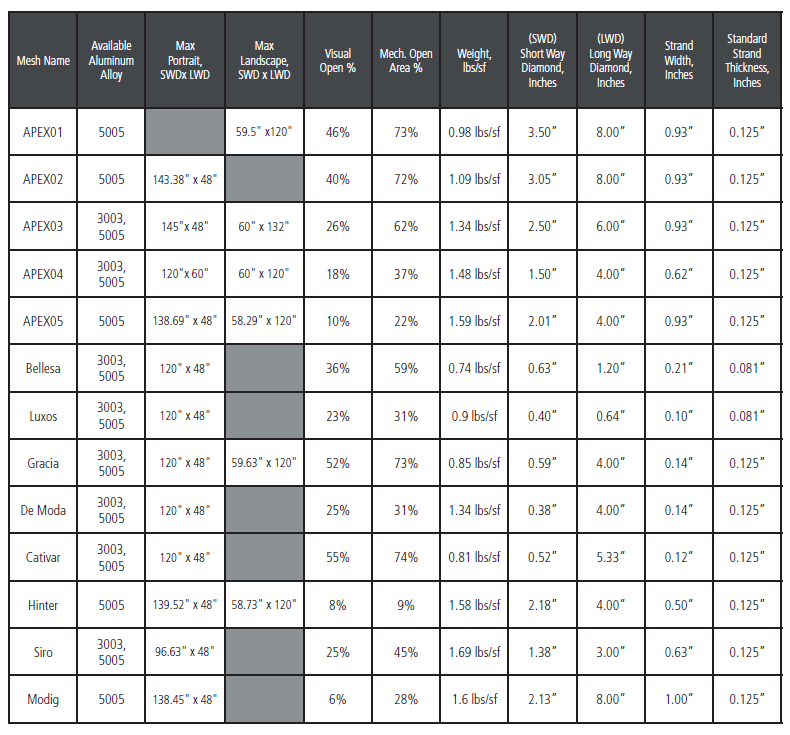 Mesh Name Available Aluminum Alloy Max Portrait, SWDx LWD Max Landscape, SWD x LWD Visual Open % Mech. Open Area % Weight, lbs/sf (SWD) Short Way Diamond, Inches (LWD) Long Way Diamond, Inches Strand Width, Inches Standard Strand Thickness, Inches
APEX01 5005 59.5" x120" 46% 73% 0.98 lbs/sf 3.50” 8.00” 0.93” 0.125”
APEX02 5005 143.38" x 48" 40% 72% 1.09 lbs/sf 3.05” 8.00” 0.93” 0.125”
APEX03 3003, 5005 145"x 48" 60" x 132" 26% 62% 1.34 lbs/sf 2.50” 6.00” 0.93” 0.125”
APEX04 3003, 5005 120"x 60" 60" x 120" 18% 37% 1.48 lbs/sf 1.50” 4.00” 0.62” 0.125”
APEX05 5005 138.69" x 48" 58.29" x 120" 10% 22% 1.59 lbs/sf 2.01” 4.00” 0.93” 0.125”
Bellesa 3003, 5005 120" x 48" 36% 59% 0.74 lbs/sf 0.63” 1.20” 0.21” 0.081”
Luxos 3003, 5005 120" x 48" 23% 31% 0.9 lbs/sf 0.40” 0.64” 0.10” 0.081”
Gracia 3003, 5005 120" x 48" 59.63" x 120" 52% 73% 0.85 lbs/sf 0.59” 4.00” 0.14” 0.125”
De Moda 3003, 5005 120" x 48" 25% 31% 1.34 lbs/sf 0.38” 4.00” 0.14” 0.125”
Cativar 3003, 5005 120" x 48" 55% 74% 0.81 lbs/sf 0.52” 5.33” 0.12” 0.125”
Hinter 5005 139.52" x 48" 58.73" x 120" 8% 9% 1.58 lbs/sf 2.18” 4.00” 0.50” 0.125”
Siro 3003, 5005 96.63" x 48" 25% 45% 1.69 lbs/sf 1.38” 3.00” 0.63” 0.125”
Modig 5005 138.45" x 48" 6% 28% 1.6 lbs/sf 2.13” 8.00” 1.00” 0.125”